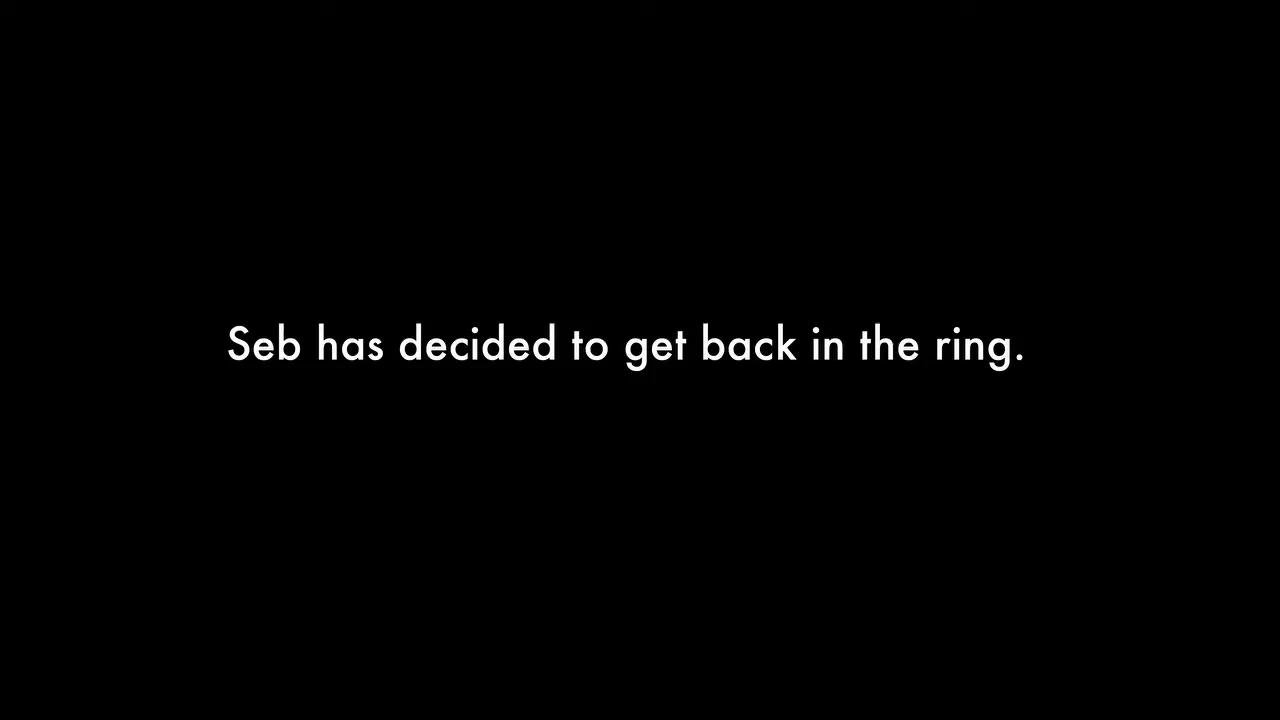 Seb has decided to get back in the ring.